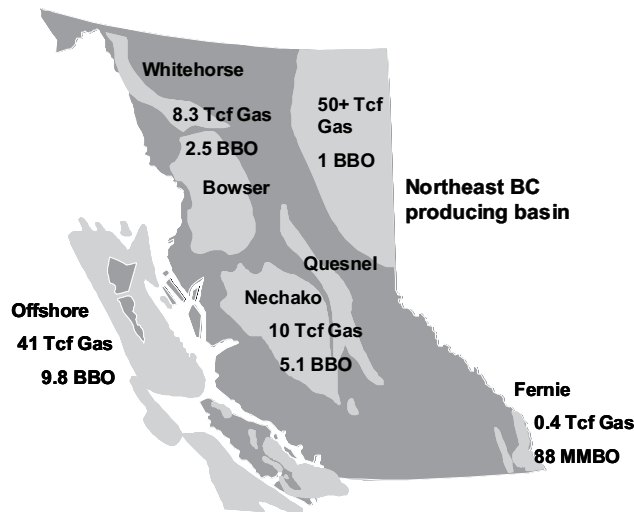 Whitehorse
8.3 Tcf Gas
2.5 BBO
Bowser
50+ Tcf
Gas
1 BBO
Northeast BC
producing basin
Quesnel
Nechako
10 Tcf Gas
5.1 BBO
Offshore
41 Tcf Gas
9.8 BBO
Fernie
0.4 Tcf Gas
88 MMBO